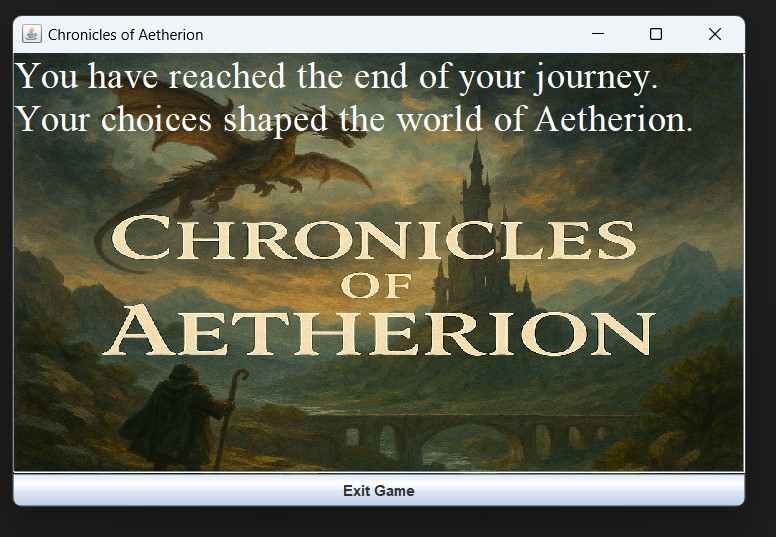 Chronicles of Aetherion
You have reached the end of your journey.
Your choices shaped the world of Aetherion.
CHRONICLES
OF
AETHERION
Exit Game